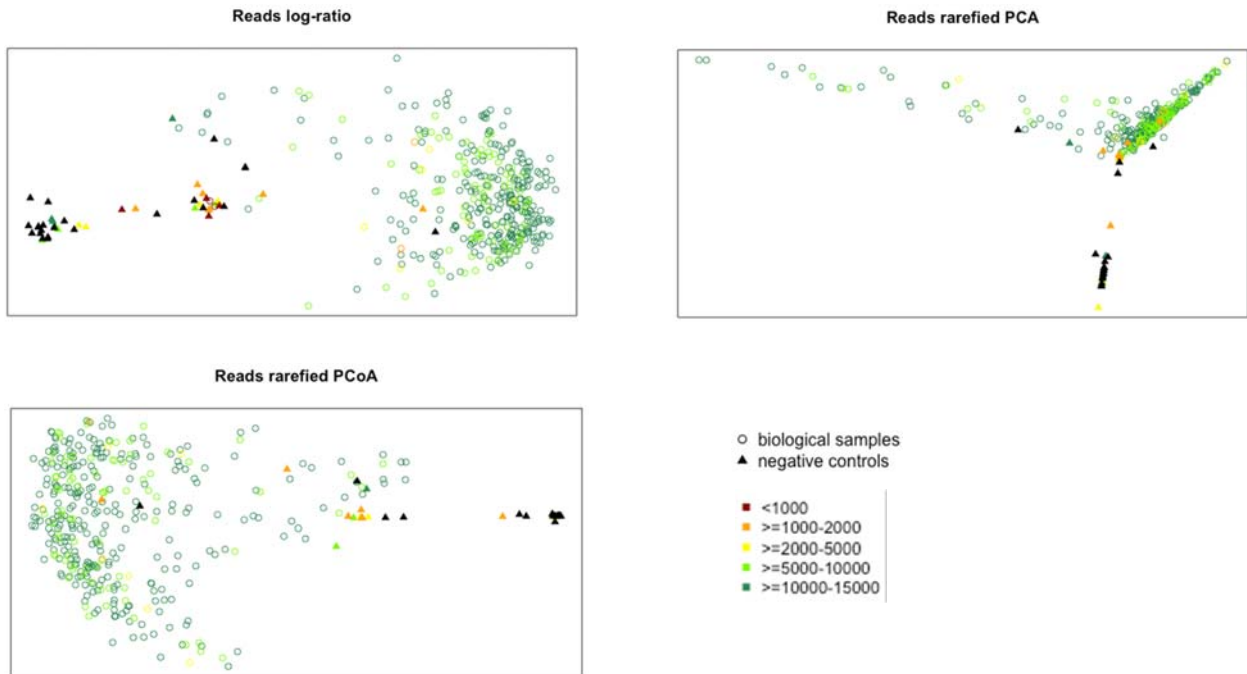 Reads log-ratio
Reads rarefied PCA
Reads rarefied PCoA
biological samples
negative controls
<1000
>=1000-2000
>=2000-5000
>=5000-10000
>=10000-15000